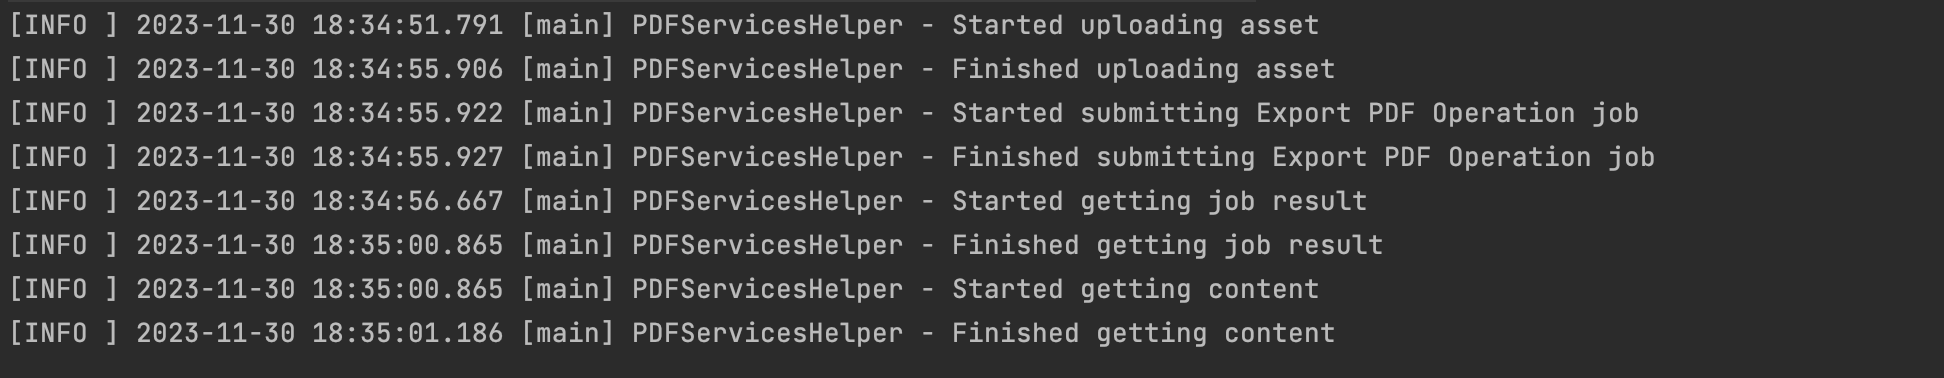 [INFO ] 2023-11-30 18:34:51.791 [main] PDFServicesHelper - Started uploading asset
[INFO ] 2023-11-30 18:34:55.906 [main] PDFServicesHelper - Finished uploading asset
[INFO ] 2023-11-30 18:34:55.922 [main] PDFServicesHelper - Started submitting Export PDF Operation job
[INFO ] 2023-11-30 18:34:55.927 [main] PDFServicesHelper - Finished submitting Export PDF Operation job
[INFO ] 2023-11-30 18:34:56.667 [main] PDFServicesHelper - Started getting job result
[INFO ] 2023-11-30 18:35:00.865 [main] PDFServicesHelper - Finished getting job result
[INFO ] 2023-11-30 18:35:00.865 [main] PDFServicesHelper - Started getting content
[INFO ] 2023-11-30 18:35:01.186 [main] PDFServicesHelper - Finished getting content